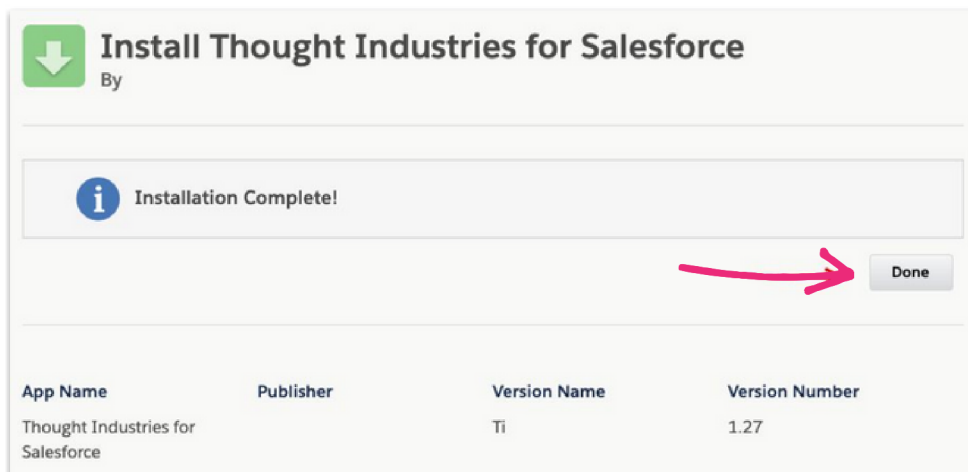 Install Thought Industries for Salesforce
By
Installation Complete!
Done
App Name Publisher Version Name Version Number
Thought Industries for Ti 1.27
Salesforce